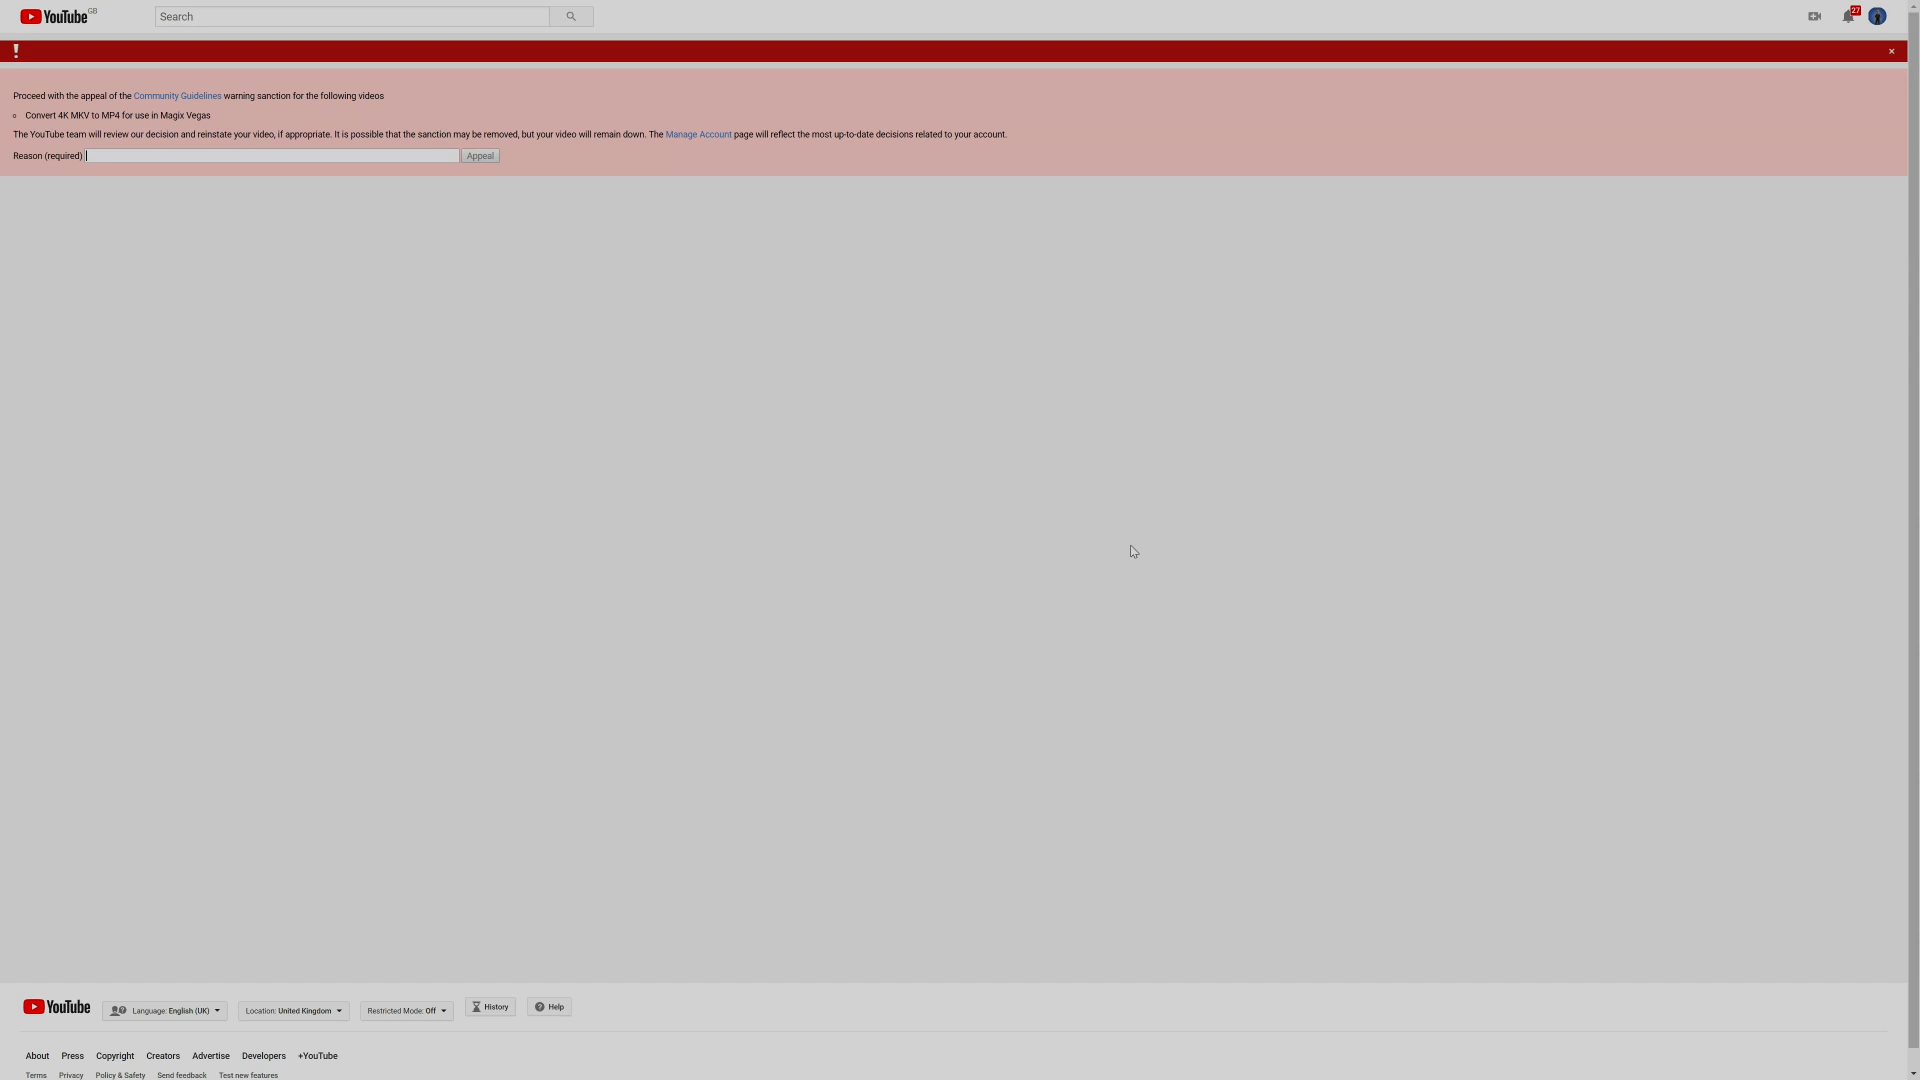 YouTube GB
Search
27
!
×
Proceed with the appeal of the Community Guidelines warning sanction for the following videos
Convert 4K MKV to MP4 for use in Magix Vegas
The YouTube team will review our decision and reinstate your video, if appropriate. It is possible that the sanction may be removed, but your video will remain down. The Manage Account page will reflect the most up-to-date decisions related to your account.
Reason (required) Appeal
YouTube Language: English (UK) Location: United Kingdom Restricted Mode: Off History Help
About Press Copyright Creators Advertise Developers +YouTube
Terms Privacy Policy & Safety Send feedback Test new features